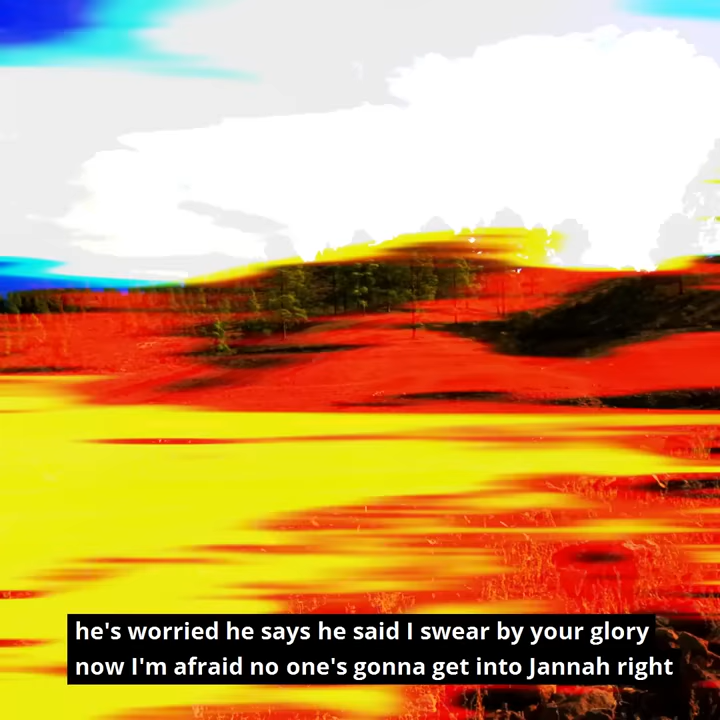 he's worried he says he said I swear by your glory
now I'm afraid no one's gonna get into Jannah right